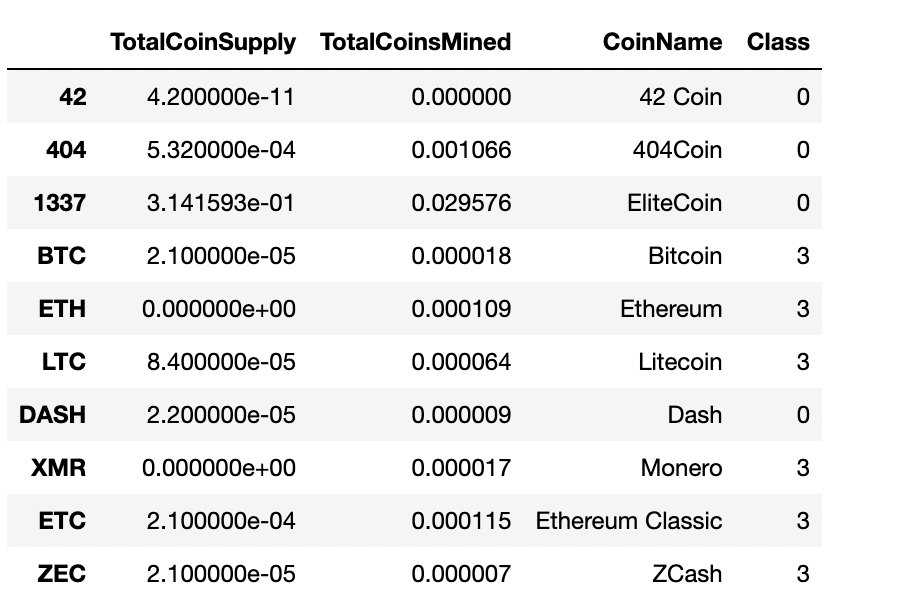 TotalCoinSupply TotalCoinsMined CoinName Class
42 4.200000e-11 0.000000 42 Coin 0
404 5.320000e-04 0.001066 404Coin 0
1337 3.141593e-01 0.029576 EliteCoin 0
BTC 2.100000e-05 0.000018 Bitcoin 3
ETH 0.000000e+00 0.000109 Ethereum 3
LTC 8.400000e-05 0.000064 Litecoin 3
DASH 2.200000e-05 0.000009 Dash 0
XMR 0.000000e+00 0.000017 Monero 3
ETC 2.100000e-04 0.000115 Ethereum Classic 3
ZEC 2.100000e-05 0.000007 ZCash 3